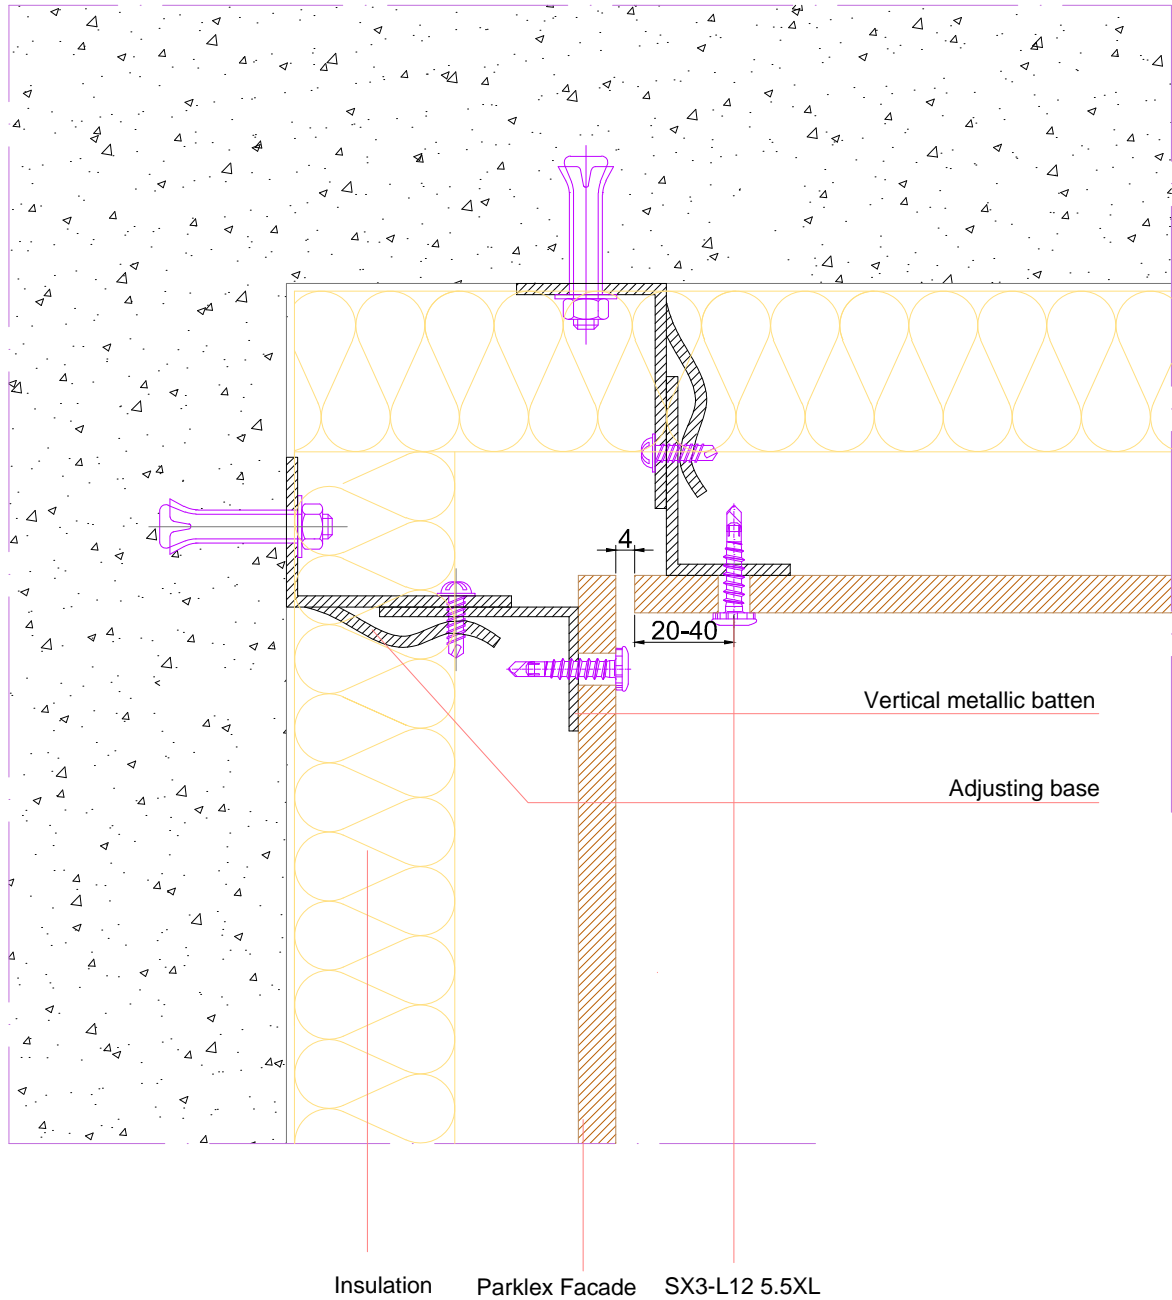 4
20-40
Vertical metallic batten
Adjusting base
Insulation Parklex Facade SX3-L12 5.5XL